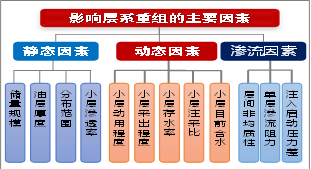 影响层系重组的主要因素
静态因素
动态因素
渗流因素
储量规模
油层厚度
分布范围
小层渗透率
小层动用程度
小层采出程度
小层存水率
小层注采比
小层目前含水
层间非均质性
单层渗流阻力
注入启动压力差